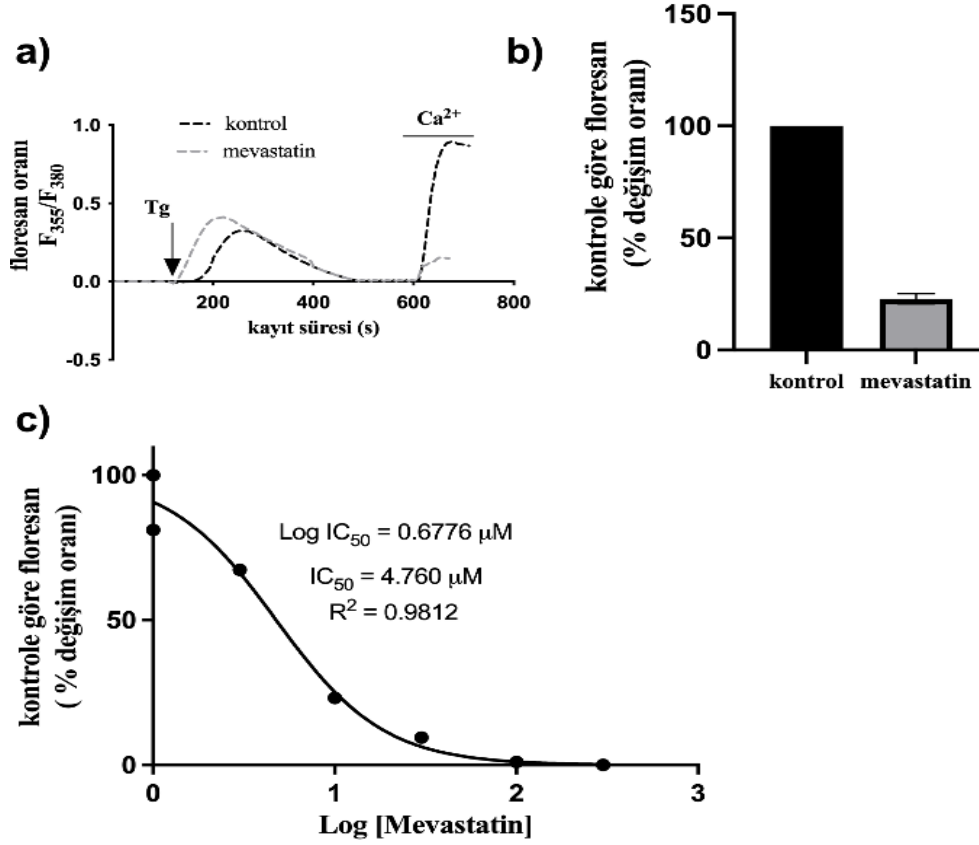 a)
kontrol
mevastatin
Ca²⁺
Tg
floresan oranı
F₃₅₅/F₃₈₀
1.0
0.5
0.0
-0.5
200
400
600
800
kayıt süresi (s)
b)
kontrole göre floresan
(% değişim oranı)
150
100
50
0
kontrol
mevastatin
c)
kontrole göre floresan
( % değişim oranı)
100
50
0
Log IC₅₀ = 0.6776 µM
IC₅₀ = 4.760 µM
R² = 0.9812
0
1
2
3
Log [Mevastatin]